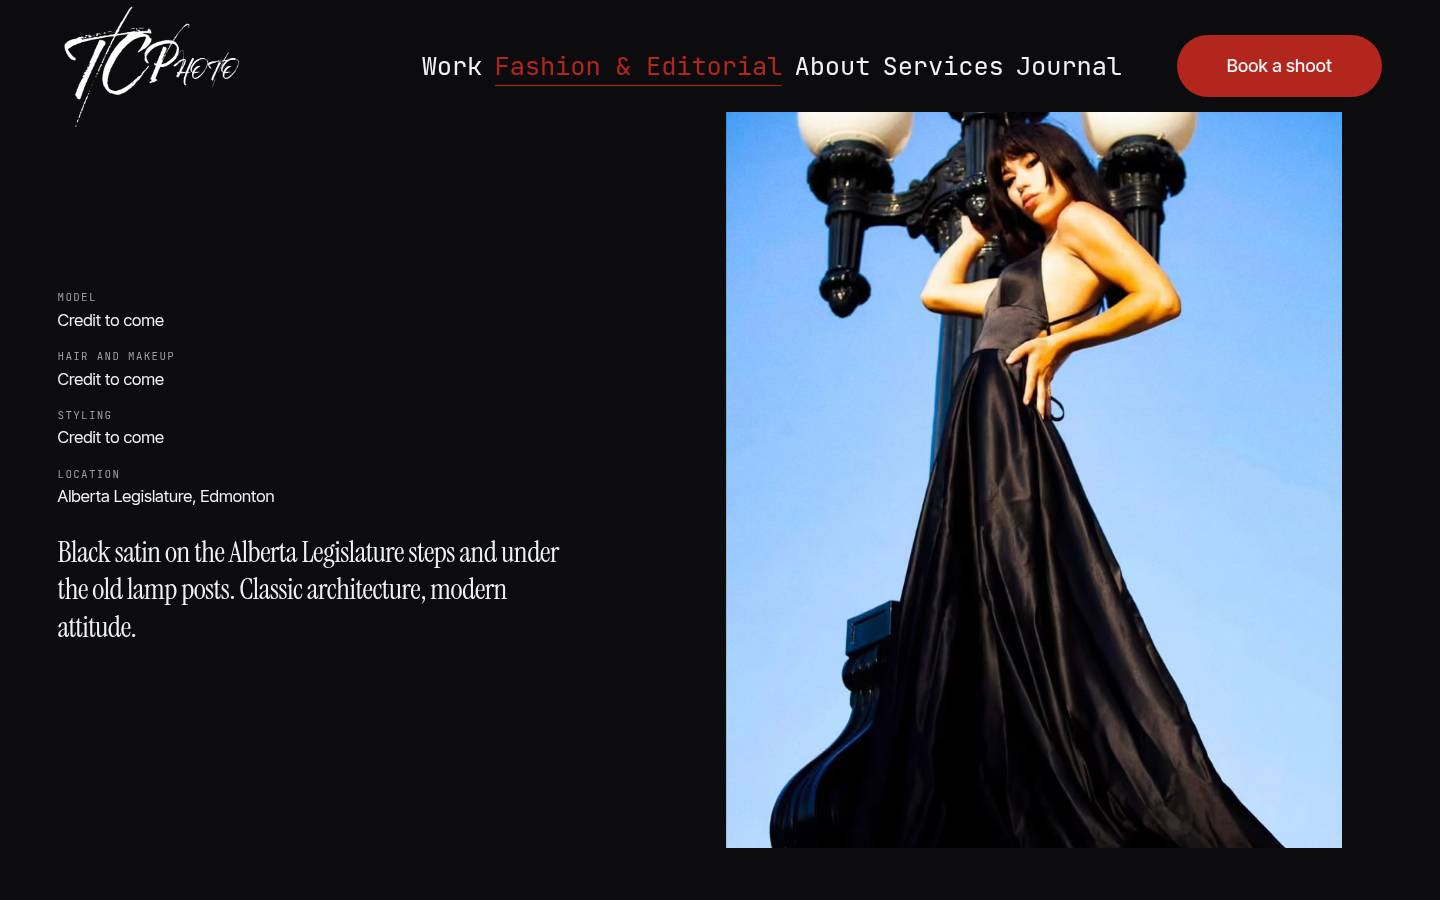 TCPHOTO
Work Fashion & Editorial About Services Journal
Book a shoot
MODEL
Credit to come
HAIR AND MAKEUP
Credit to come
STYLING
Credit to come
LOCATION
Alberta Legislature, Edmonton
Black satin on the Alberta Legislature steps and under
the old lamp posts. Classic architecture, modern
attitude.